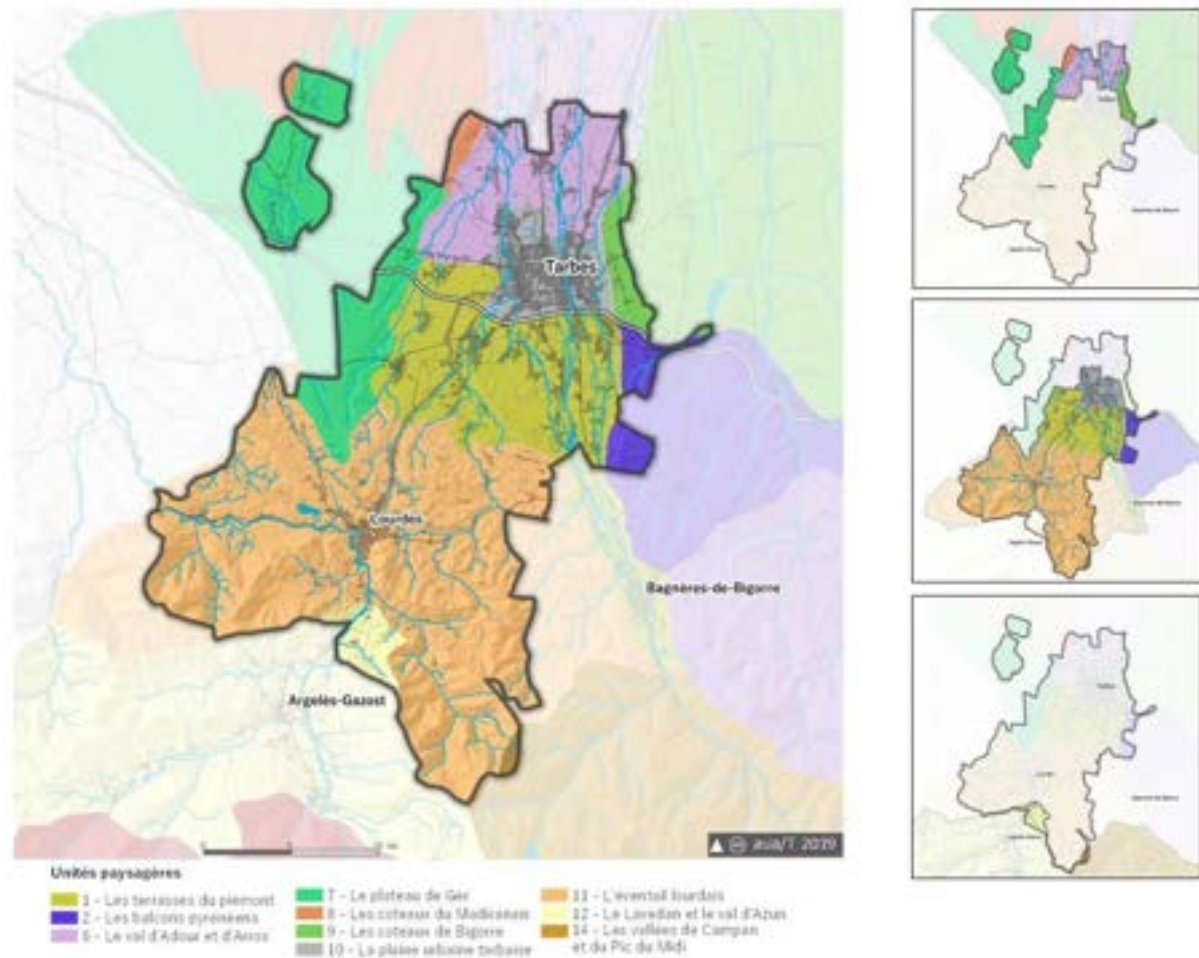 Tarbes
Lourdes
Bagnères-de-Bigorre
Argelès-Gazost
asia/T 2019
Unités paysagères
1 - Les terrasses du piémont
2 - Les balcons pyrénéens
6 - Le val d'Adour et d'Arros
7 - Le plateau de Ger
8 - Les coteaux du Madiranais
9 - Les coteaux de Bigorre
10 - La plaine urbaine tarbaise
11 - L'éventail lourdais
12 - Le Lavedan et le val d'Azun
14 - Les vallées de Campan
et du Pic du Midi